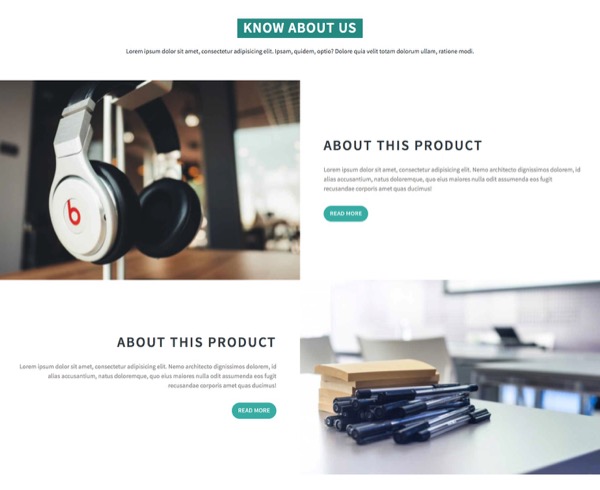 KNOW ABOUT US
Lorem ipsum dolor sit amet, consectetur adipisicing elit. Ipsam, quidem, optio? Dolore quia velit totam dolorum ullam, ratione modi.
ABOUT THIS PRODUCT
Lorem ipsum dolor sit amet, consectetur adipisicing elit. Nemo architecto dignissimos dolorem, id
alias accusantium, natus doloremque, quo eius maiores nulla odit assumenda eos fugit
recusandae corporis amet quas ducimus!
READ MORE
ABOUT THIS PRODUCT
Lorem ipsum dolor sit amet, consectetur adipisicing elit. Nemo architecto dignissimos dolorem, id
alias accusantium, natus doloremque, quo eius maiores nulla odit assumenda eos fugit
recusandae corporis amet quas ducimus!
READ MORE
b